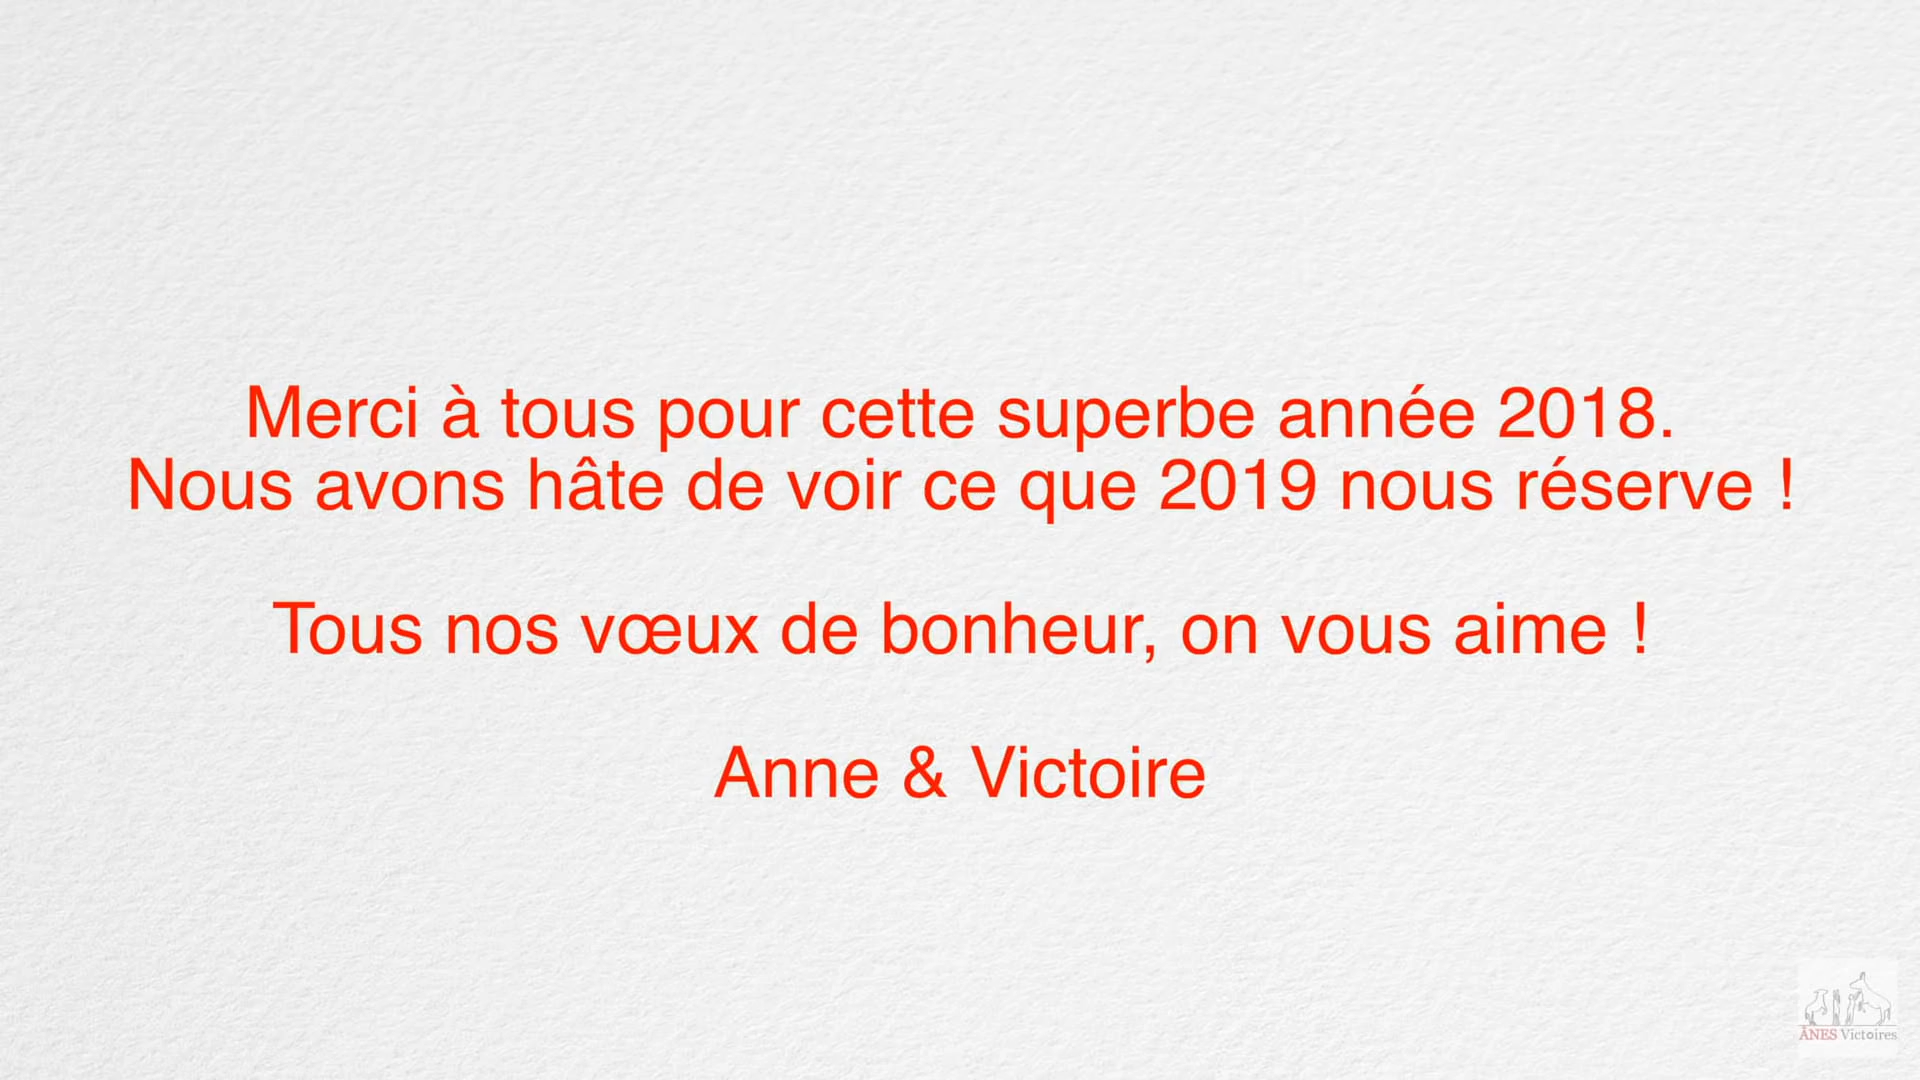 Merci à tous pour cette superbe année 2018.
Nous avons hâte de voir ce que 2019 nous réserve !
Tous nos vœux de bonheur, on vous aime !
Anne & Victoire
ÂNES Victoires